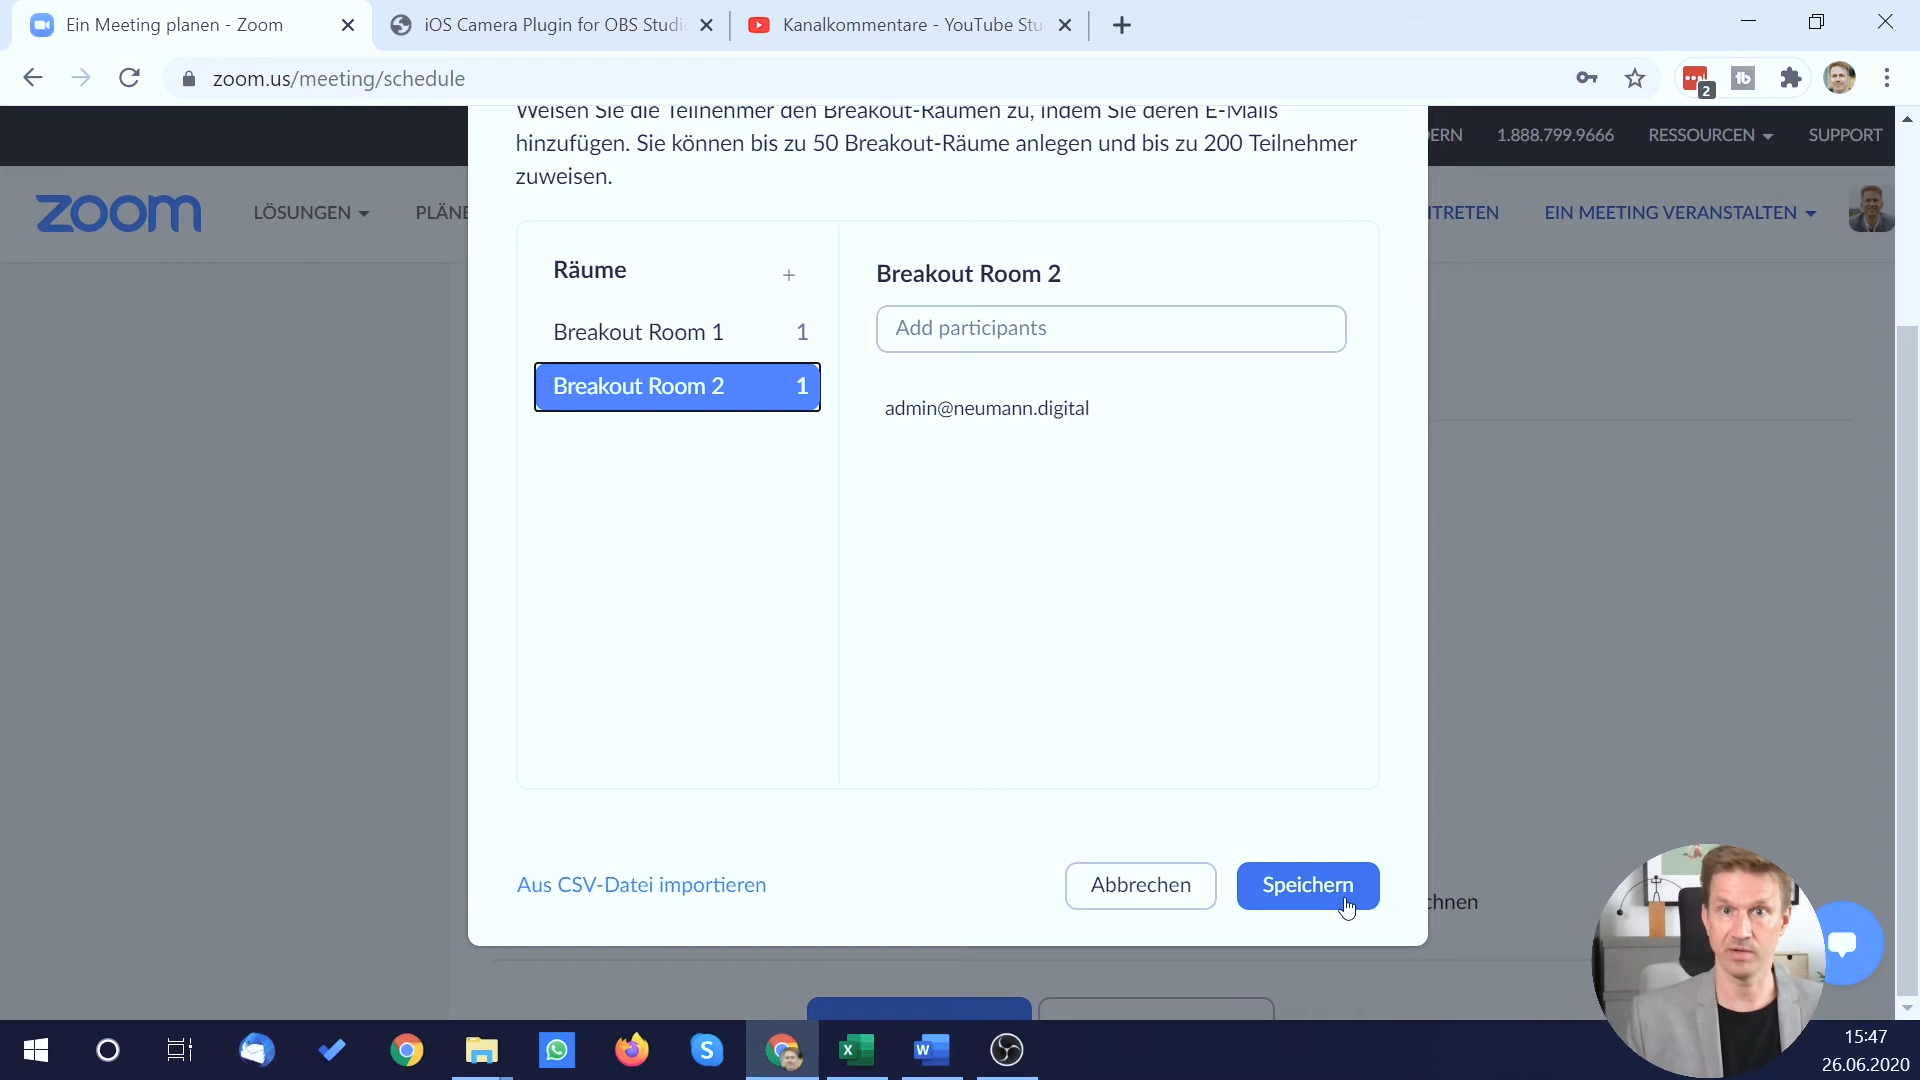 Ein Meeting planen - Zoom
iOS Camera Plugin for OBS Studi
Kanalkommentare - YouTube Stu
zoom.us/meeting/schedule
2
Weisen Sie die Teilnehmer den Breakout-Räumen zu, indem Sie deren E-Mails
hinzufügen. Sie können bis zu 50 Breakout-Räume anlegen und bis zu 200 Teilnehmer
zuweisen.
ERN
1.888.799.9666
RESSOURCEN
SUPPORT
zoom
LÖSUNGEN
PLÄNE
ITRETEN
EIN MEETING VERANSTALTEN
Räume
+
Breakout Room 1 1
Breakout Room 2 1
Breakout Room 2
Add participants
admin@neumann.digital
Aus CSV-Datei importieren
Abbrechen
Speichern
chnen
15:47
26.06.2020